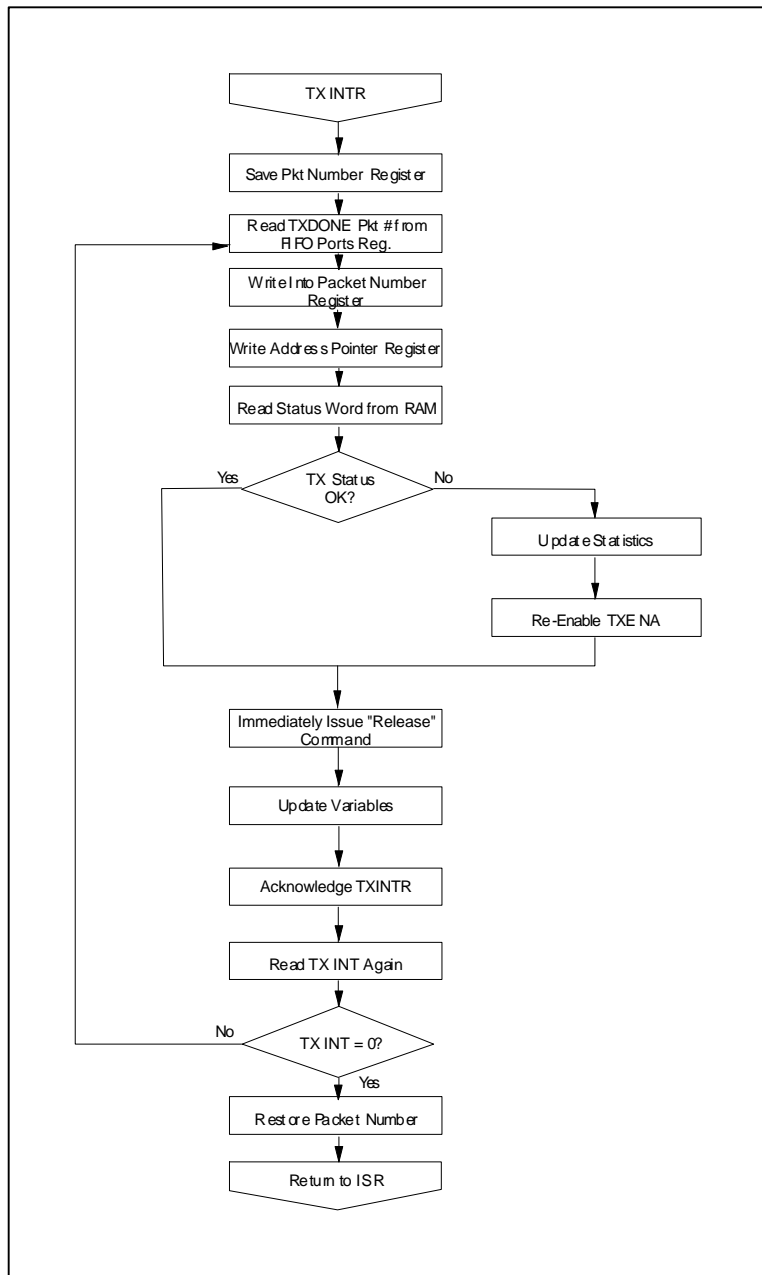 TX INTR
Save Pkt Number Register
Read TXDONE Pkt # from
FIFO Ports Reg.
Write Into Packet Number
Register
Write Address Pointer Register
Read Status Word from RAM
Yes
TX Status
OK?
No
Update Statistics
Re-Enable TXENA
Immediately Issue "Release"
Command
Update Variables
Acknowledge TXINTR
Read TX INT Again
No
TX INT = 0?
Yes
Restore Packet Number
Return to ISR